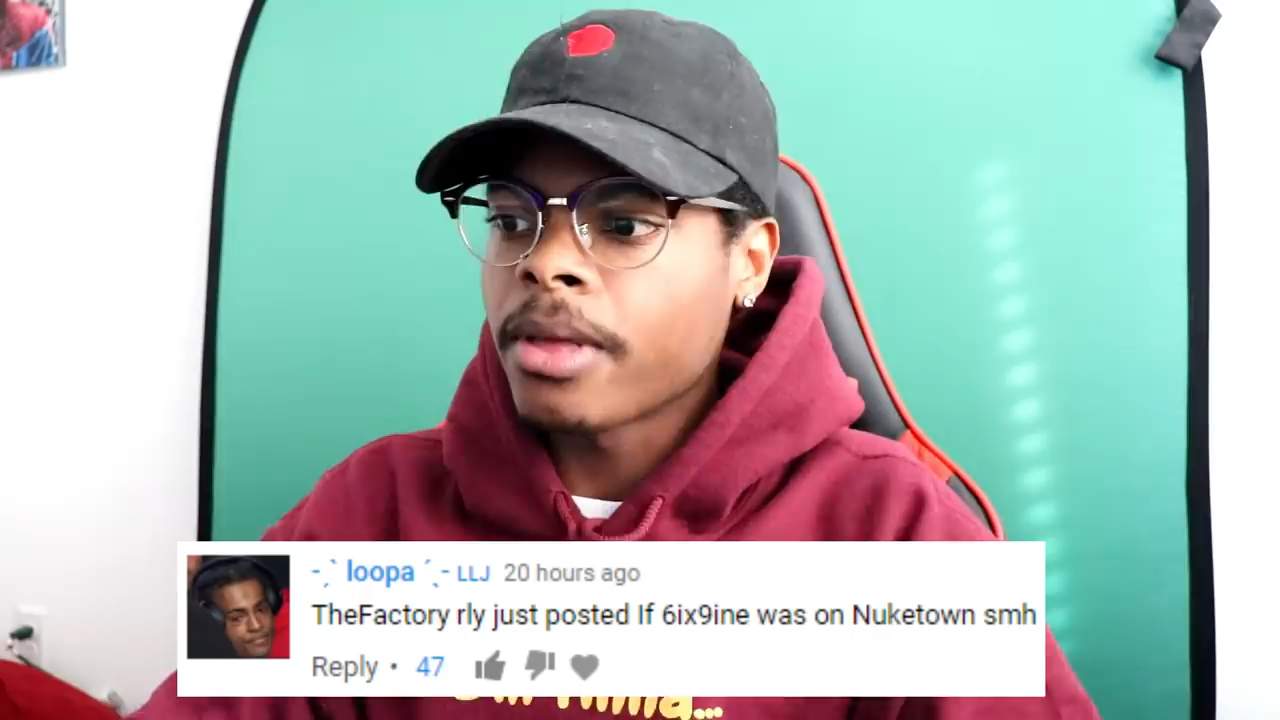 -ˏˋ loopa ˊˎ- LLJ 20 hours ago
TheFactory rly just posted If 6ix9ine was on Nuketown smh
Reply • 47